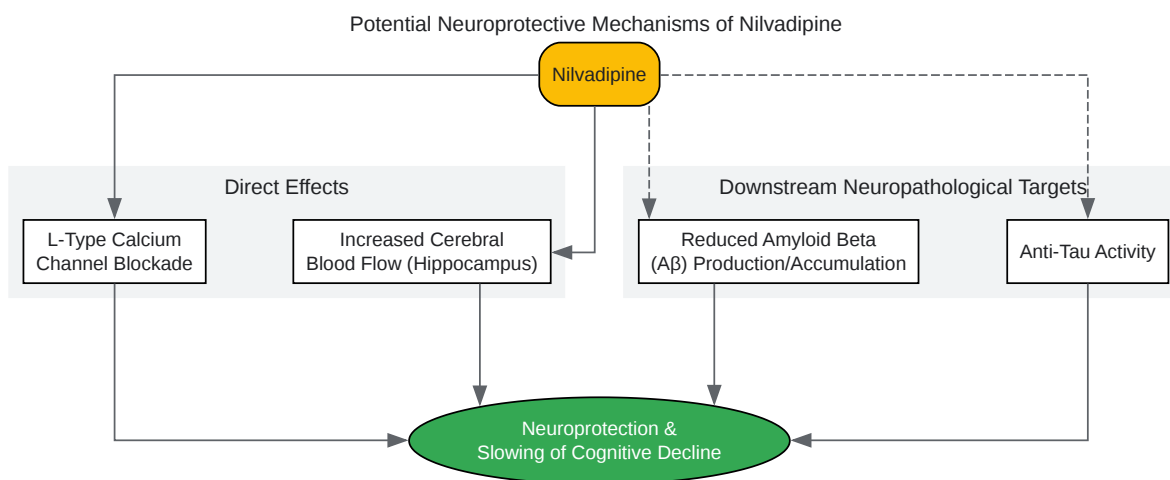 Potential Neuroprotective Mechanisms of Nilvadipine
Nilvadipine
Direct Effects
Downstream Neuropathological Targets
L-Type Calcium
Channel Blockade
Increased Cerebral
Blood Flow (Hippocampus)
Reduced Amyloid Beta
(Aβ) Production/Accumulation
Anti-Tau Activity
Neuroprotection &
Slowing of Cognitive Decline